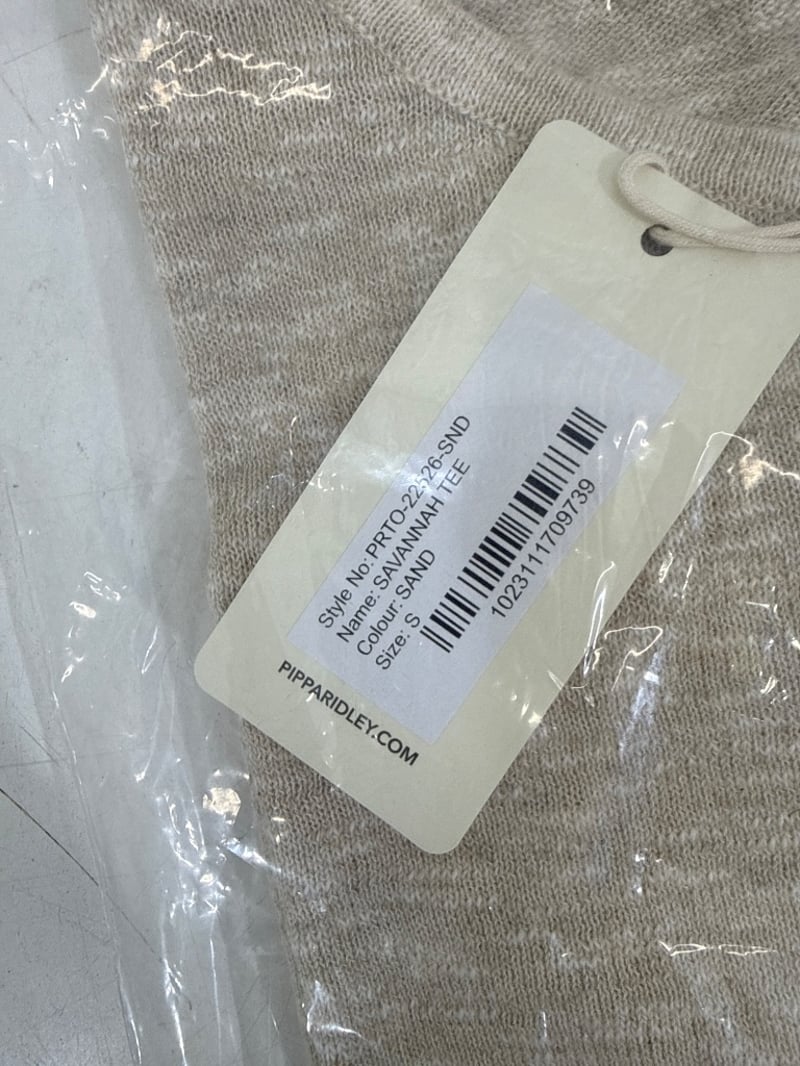 Style No:
Name: SAVANNAH TEE
Colour: SAND
Size: S
1023111709739
PIPPARIDLEY.COM